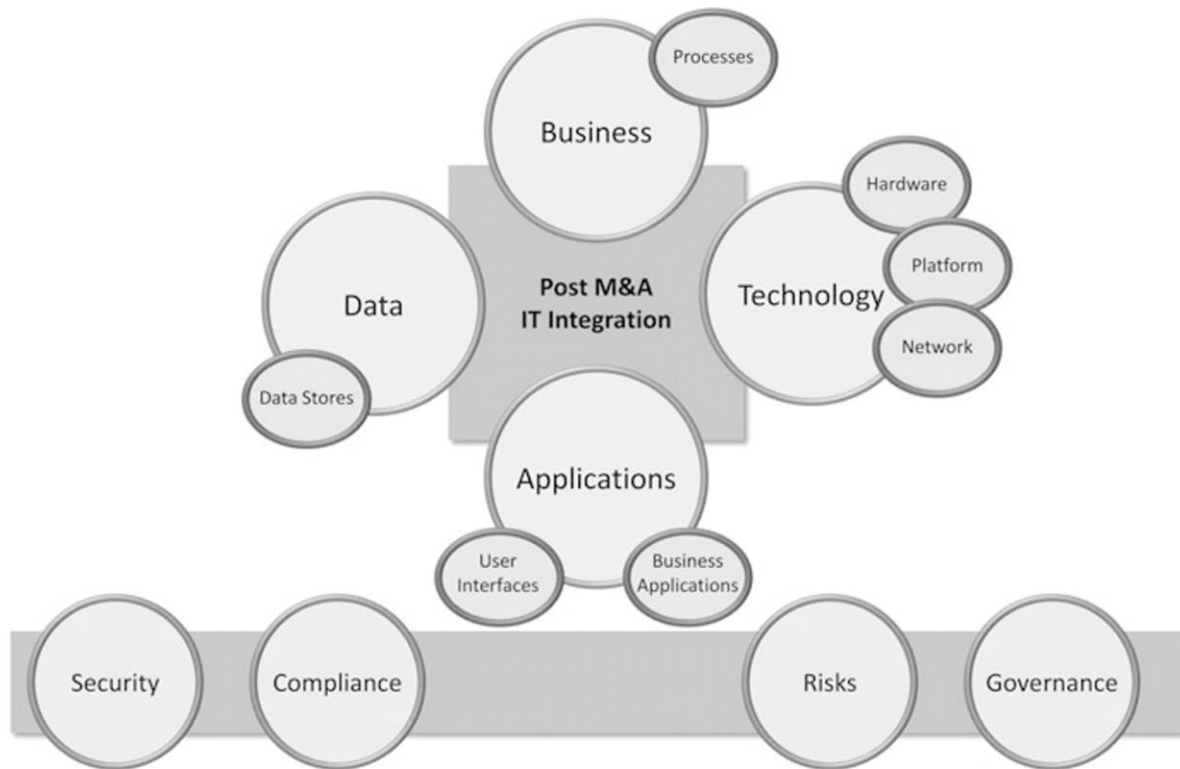 Processes
Business
Hardware
Platform
Network
Technology
Post M&A
IT Integration
Data
Data Stores
Applications
User
Interfaces
Business
Applications
Security
Compliance
Risks
Governance